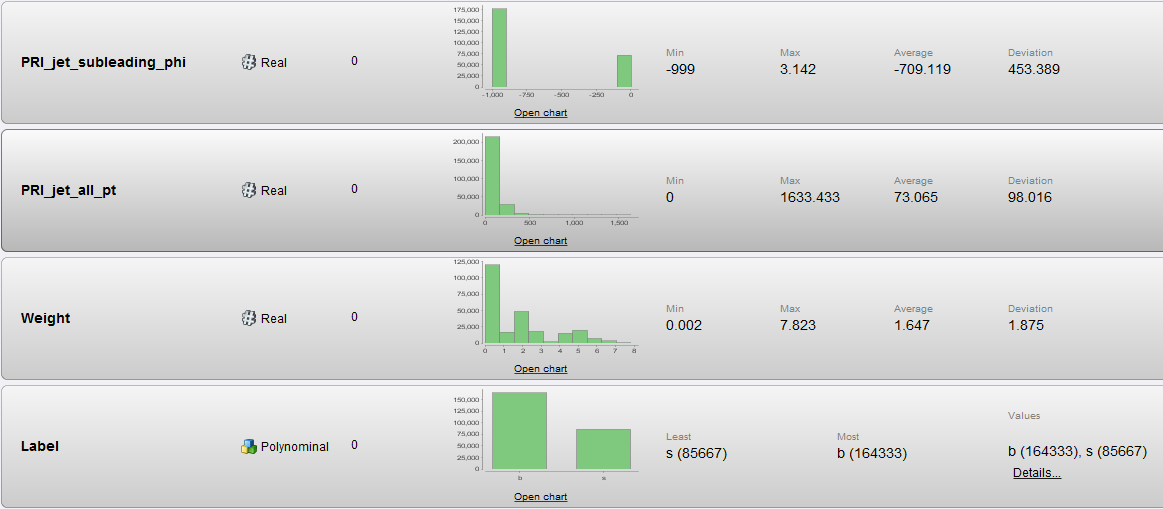 PRI_jet_subleading_phi
Real
0
175,000
150,000
125,000
100,000
75,000
50,000
25,000
0
-1,000 -750 -500 -250 0
Open chart
Min
-999
Max
3.142
Average
-709.119
Deviation
453.389
PRI_jet_all_pt
Real
0
200,000
150,000
100,000
50,000
0
0 500 1,000 1,500
Open chart
Min
0
Max
1633.433
Average
73.065
Deviation
98.016
Weight
Real
0
125,000
100,000
75,000
50,000
25,000
0
0 1 2 3 4 5 6 7 8
Open chart
Min
0.002
Max
7.823
Average
1.647
Deviation
1.875
Label
Polynominal
0
150,000
125,000
100,000
75,000
50,000
25,000
0
b s
Open chart
Least
s (85667)
Most
b (164333)
Values
b (164333), s (85667)
Details...